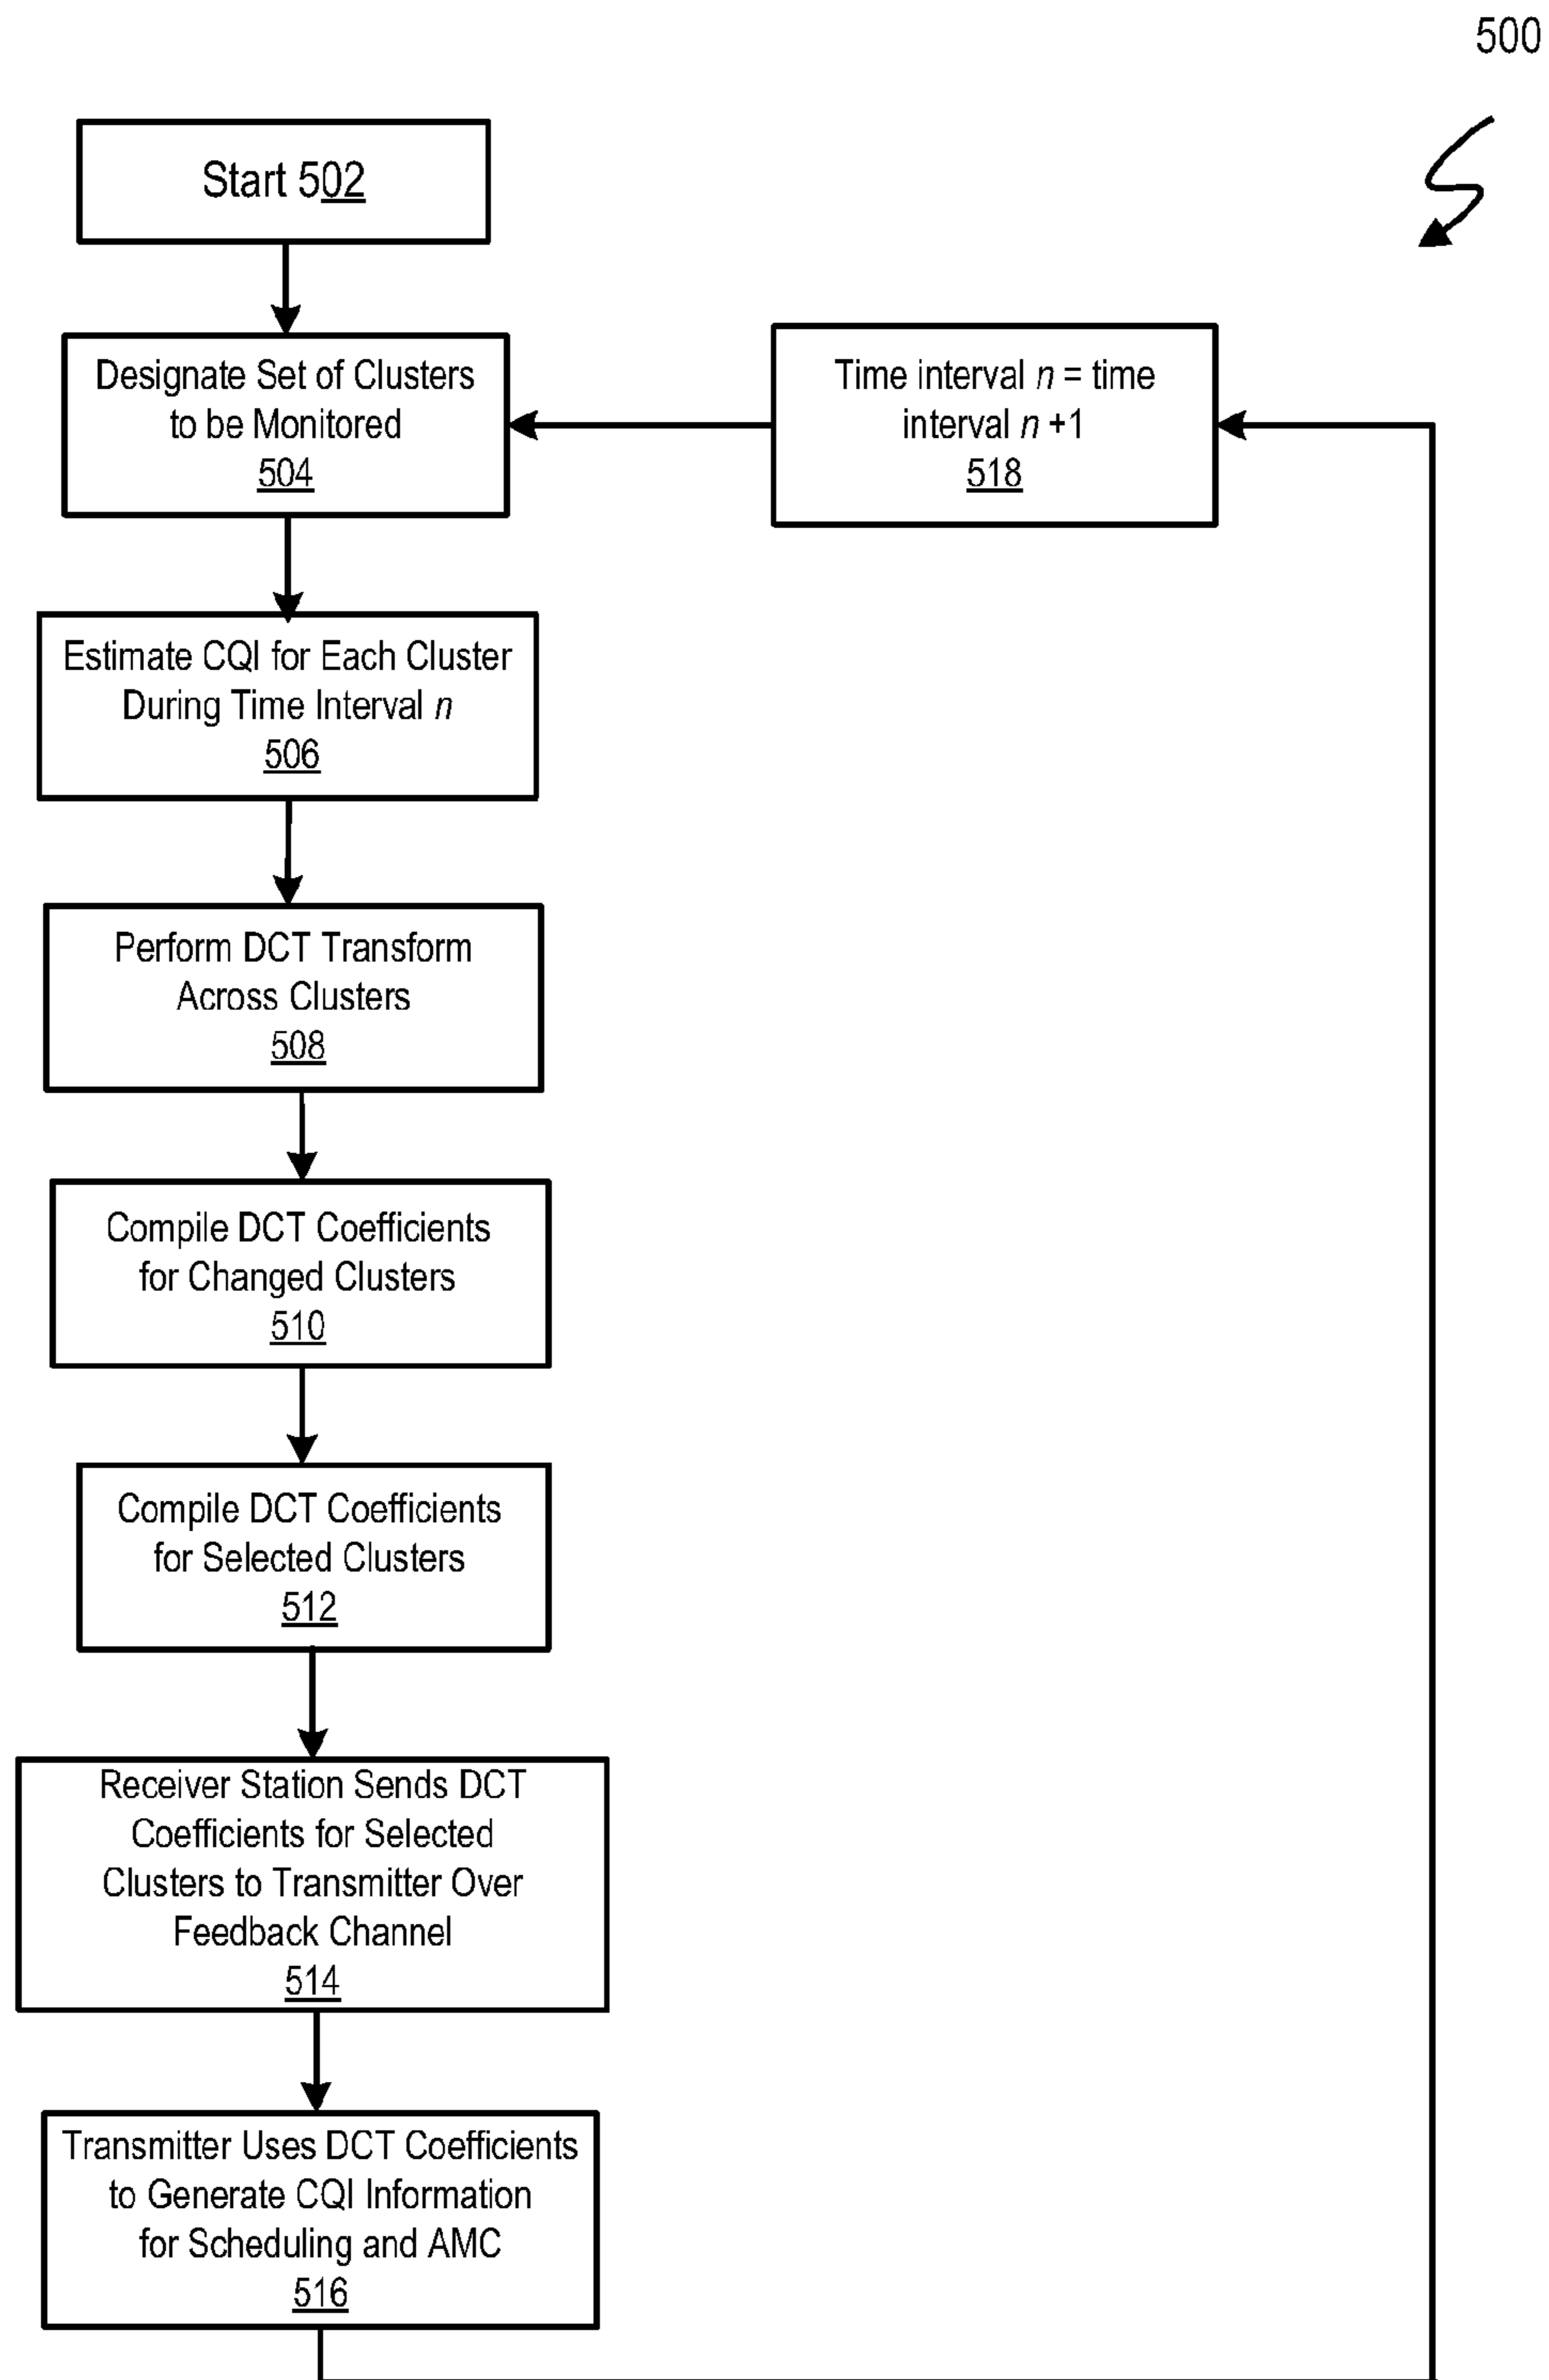 500
Start 502
Designate Set of Clusters
to be Monitored
504
Time interval n = time
interval n +1
518
Estimate CQI for Each Cluster
During Time Interval n
506
Perform DCT Transform
Across Clusters
508
Compile DCT Coefficients
for Changed Clusters
510
Compile DCT Coefficients
for Selected Clusters
512
Receiver Station Sends DCT
Coefficients for Selected
Clusters to Transmitter Over
Feedback Channel
514
Transmitter Uses DCT Coefficients
to Generate CQI Information
for Scheduling and AMC
516